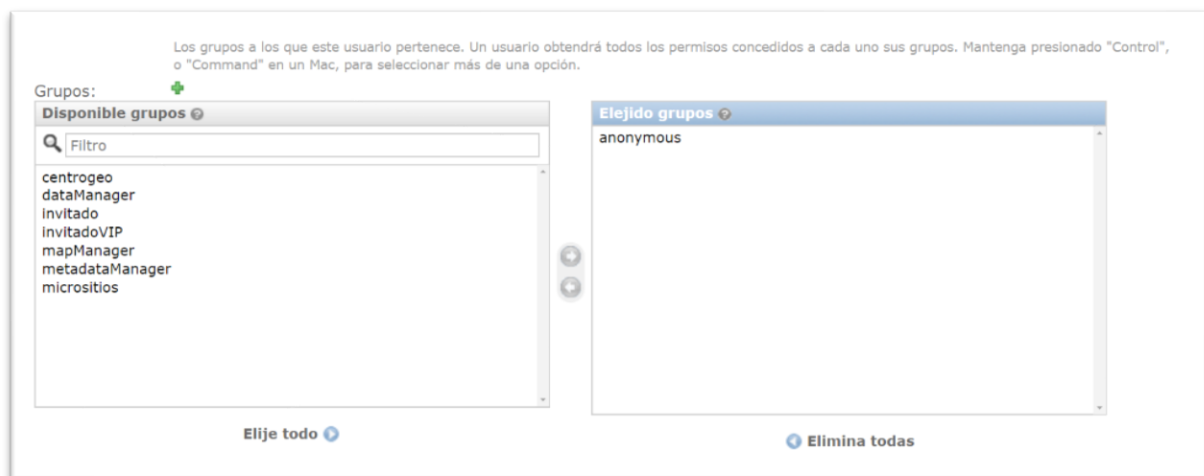 Los grupos a los que este usuario pertenece. Un usuario obtendrá todos los permisos concedidos a cada uno sus grupos. Mantenga presionado "Control",
o "Command" en un Mac, para seleccionar más de una opción.
Grupos:
Disponible grupos
Filtro
centrogeo
dataManager
invitado
invitadoVIP
mapManager
metadataManager
micrositios
Elije todo
Elejido grupos
anonymous
Elimina todas